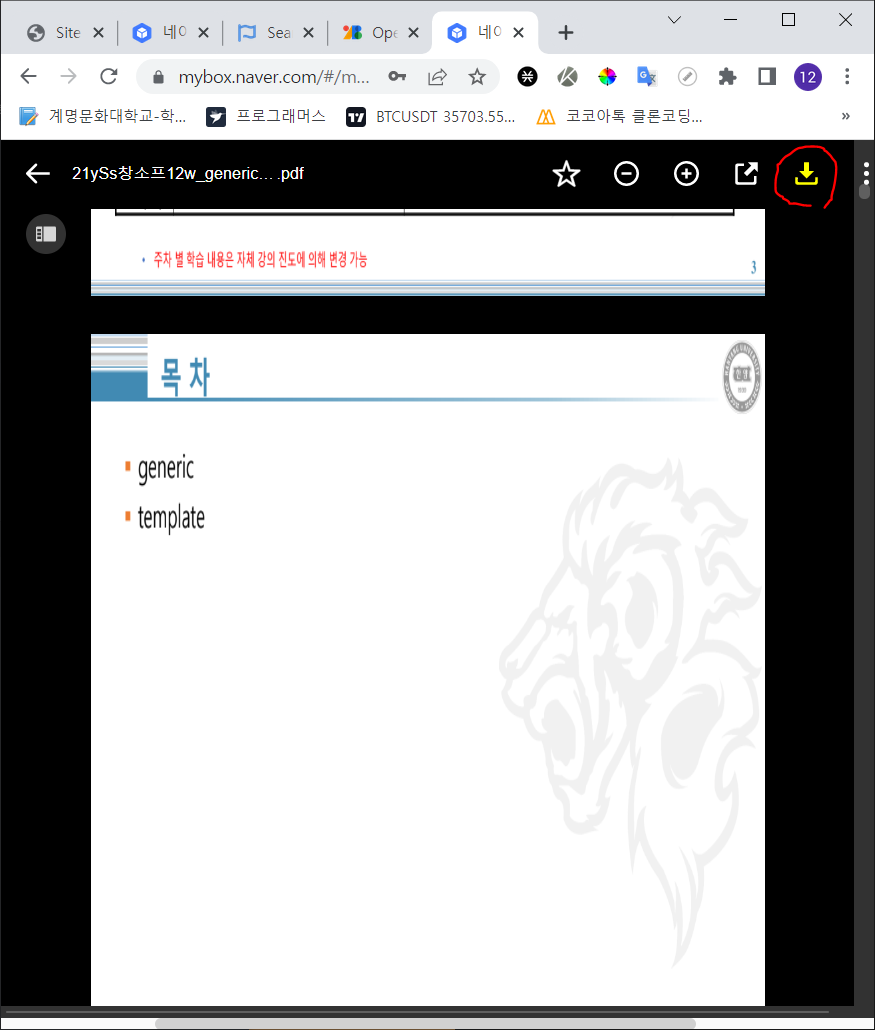 Site
네이
Sea
Ope
네이
mybox.naver.com/#/m...
12
계명문화대학교-학...
프로그래머스
BTCUSDT 35703.55...
코코아톡 클론코딩...
»
21ySs창소프12w_generic... .pdf
• 주차 별 학습 내용은 자체 강의 진도에 의해 변경 가능
3
목 차
generic
template